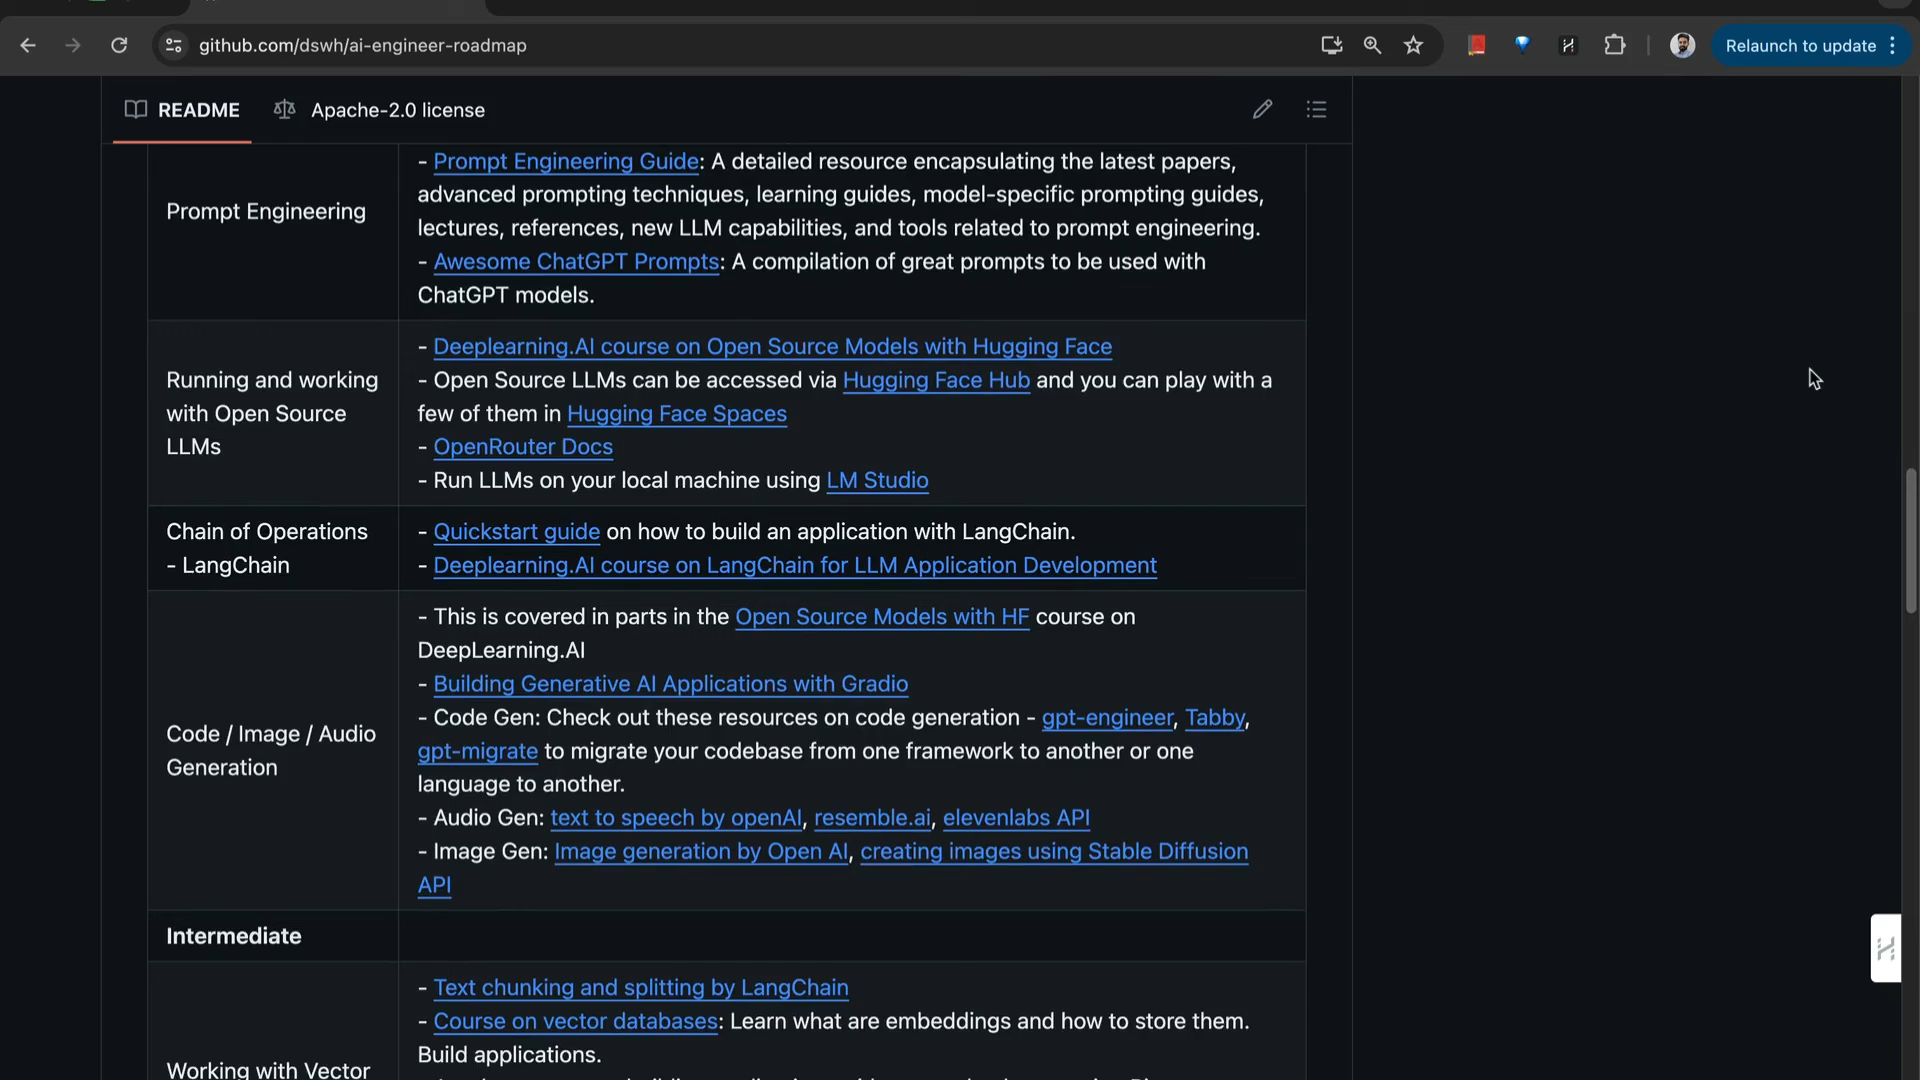 github.com/dswh/ai-engineer-roadmap
Relaunch to update
README
Apache-2.0 license
Prompt Engineering
- Prompt Engineering Guide: A detailed resource encapsulating the latest papers,
advanced prompting techniques, learning guides, model-specific prompting guides,
lectures, references, new LLM capabilities, and tools related to prompt engineering.
- Awesome ChatGPT Prompts: A compilation of great prompts to be used with
ChatGPT models.
Running and working
with Open Source
LLMs
- Deeplearning.AI course on Open Source Models with Hugging Face
- Open Source LLMs can be accessed via Hugging Face Hub and you can play with a
few of them in Hugging Face Spaces
- OpenRouter Docs
- Run LLMs on your local machine using LM Studio
Chain of Operations
- LangChain
- Quickstart guide on how to build an application with LangChain.
- Deeplearning.AI course on LangChain for LLM Application Development
Code / Image / Audio
Generation
- This is covered in parts in the Open Source Models with HF course on
DeepLearning.AI
- Building Generative AI Applications with Gradio
- Code Gen: Check out these resources on code generation - gpt-engineer, Tabby,
gpt-migrate to migrate your codebase from one framework to another or one
language to another.
- Audio Gen: text to speech by openAI, resemble.ai, elevenlabs API
- Image Gen: Image generation by Open AI, creating images using Stable Diffusion
API
Intermediate
Working with Vector
- Text chunking and splitting by LangChain
- Course on vector databases: Learn what are embeddings and how to store them.
Build applications.